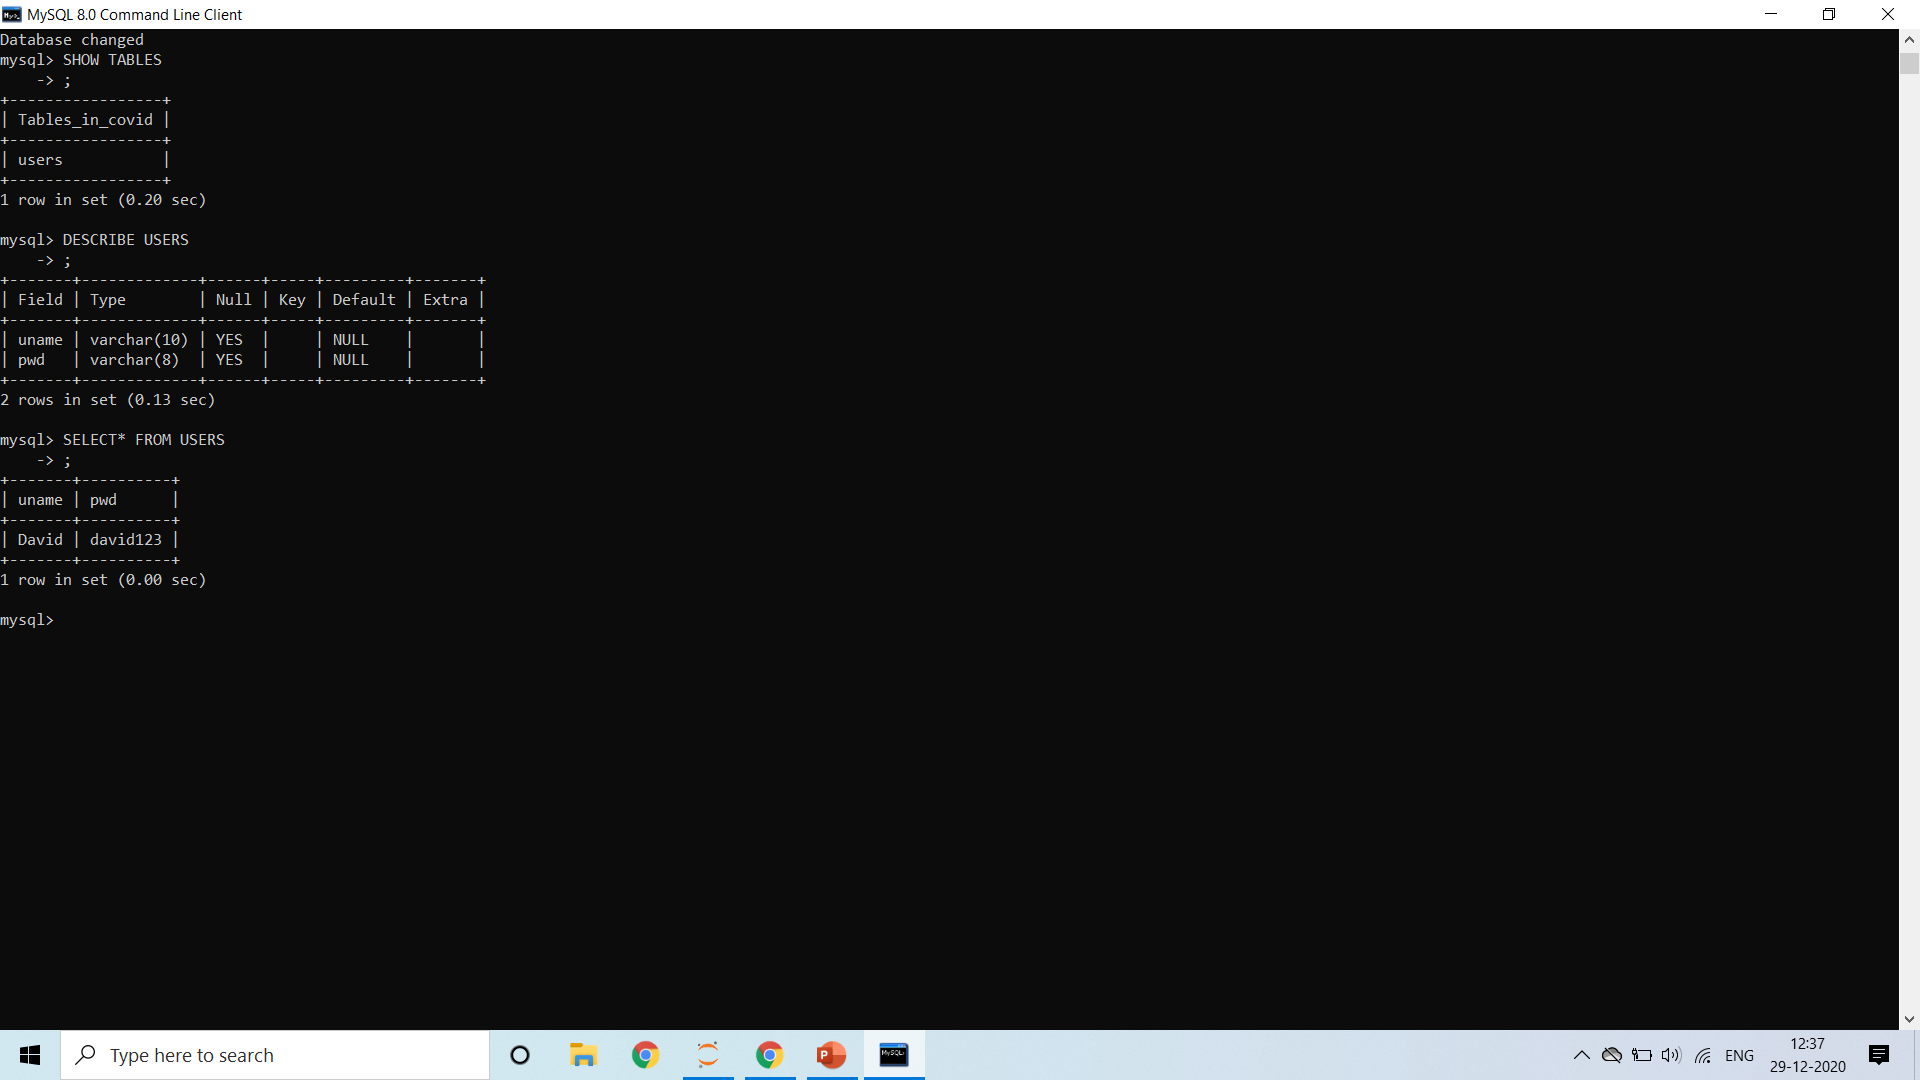 MySQL 8.0 Command Line Client
Database changed
mysql> SHOW TABLES
    -> ;
+-----------------+
| Tables_in_covid |
+-----------------+
| users           |
+-----------------+
1 row in set (0.20 sec)

mysql> DESCRIBE USERS
    -> ;
+-------+-------------+------+-----+---------+-------+
| Field | Type        | Null | Key | Default | Extra |
+-------+-------------+------+-----+---------+-------+
| uname | varchar(10) | YES  |     | NULL    |       |
| pwd   | varchar(8)  | YES  |     | NULL    |       |
+-------+-------------+------+-----+---------+-------+
2 rows in set (0.13 sec)

mysql> SELECT* FROM USERS
    -> ;
+-------+----------+
| uname | pwd      |
+-------+----------+
| David | david123 |
+-------+----------+
1 row in set (0.00 sec)

mysql>
Type here to search
ENG
12:37
29-12-2020